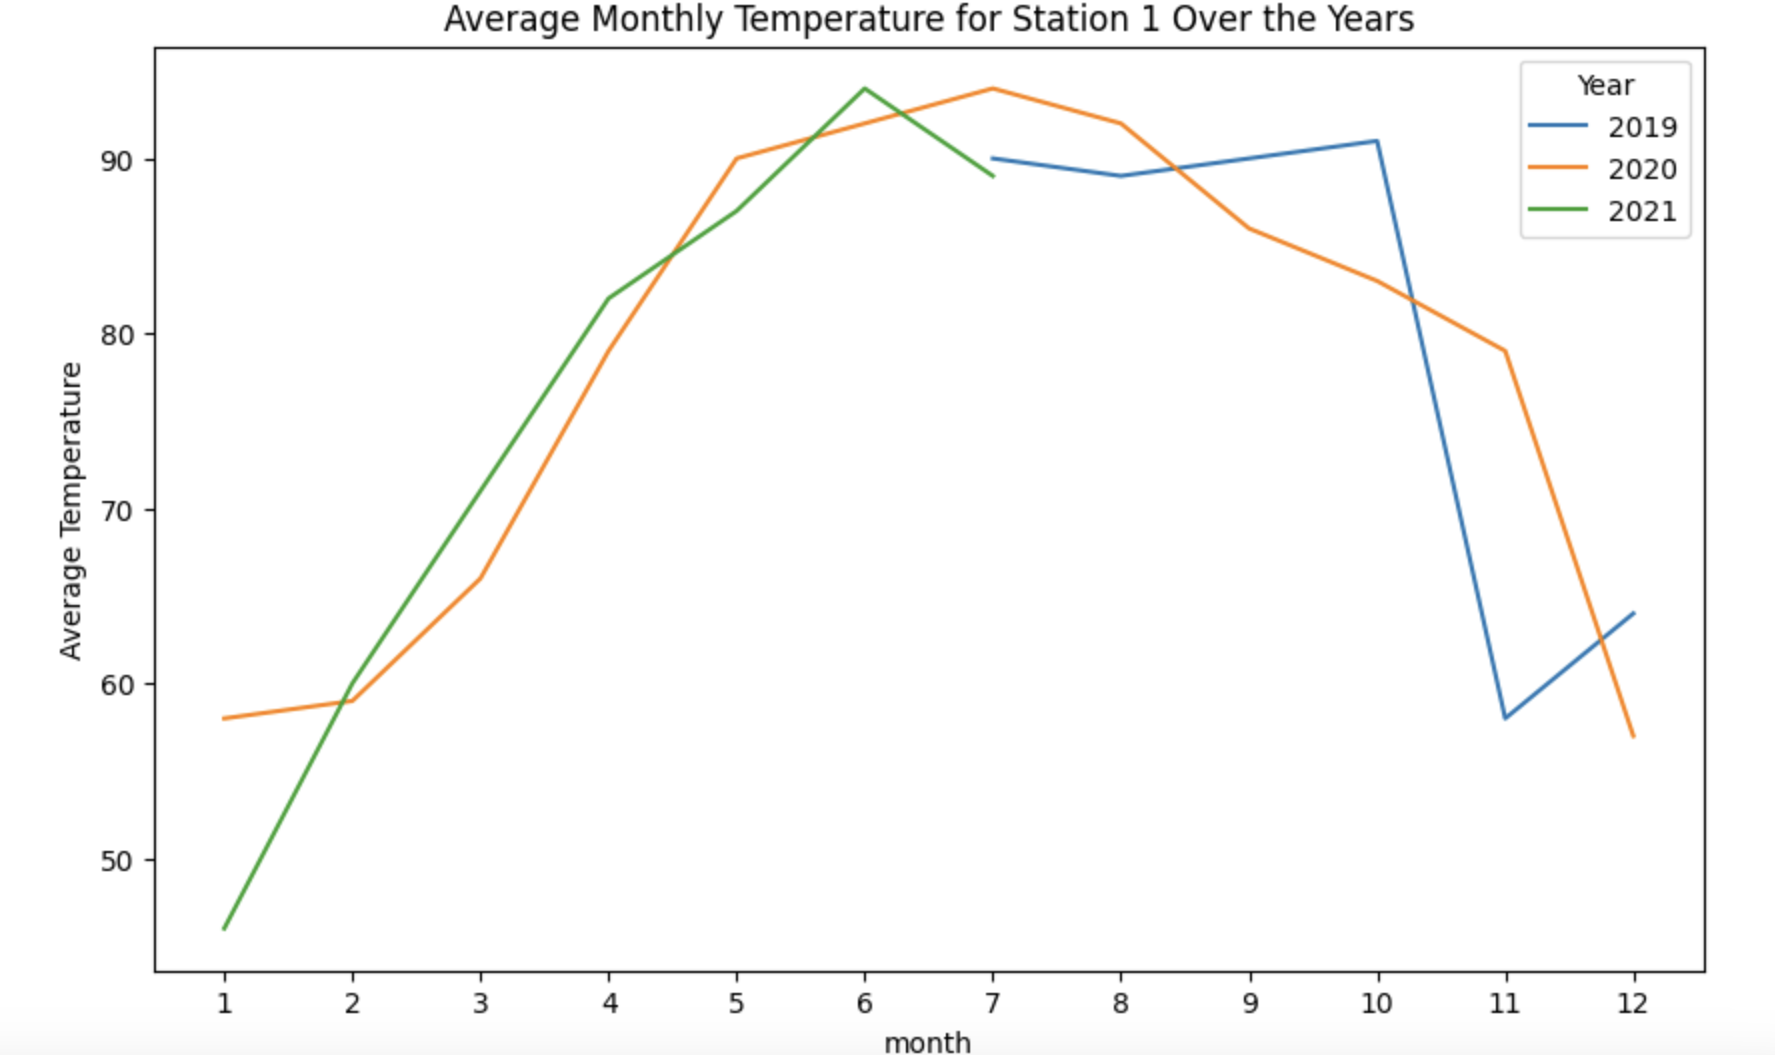 Average Monthly Temperature for Station 1 Over the Years
Year
2019
2020
2021
90
80
70
60
50
Average Temperature
1 2 3 4 5 6 7 8 9 10 11 12
month